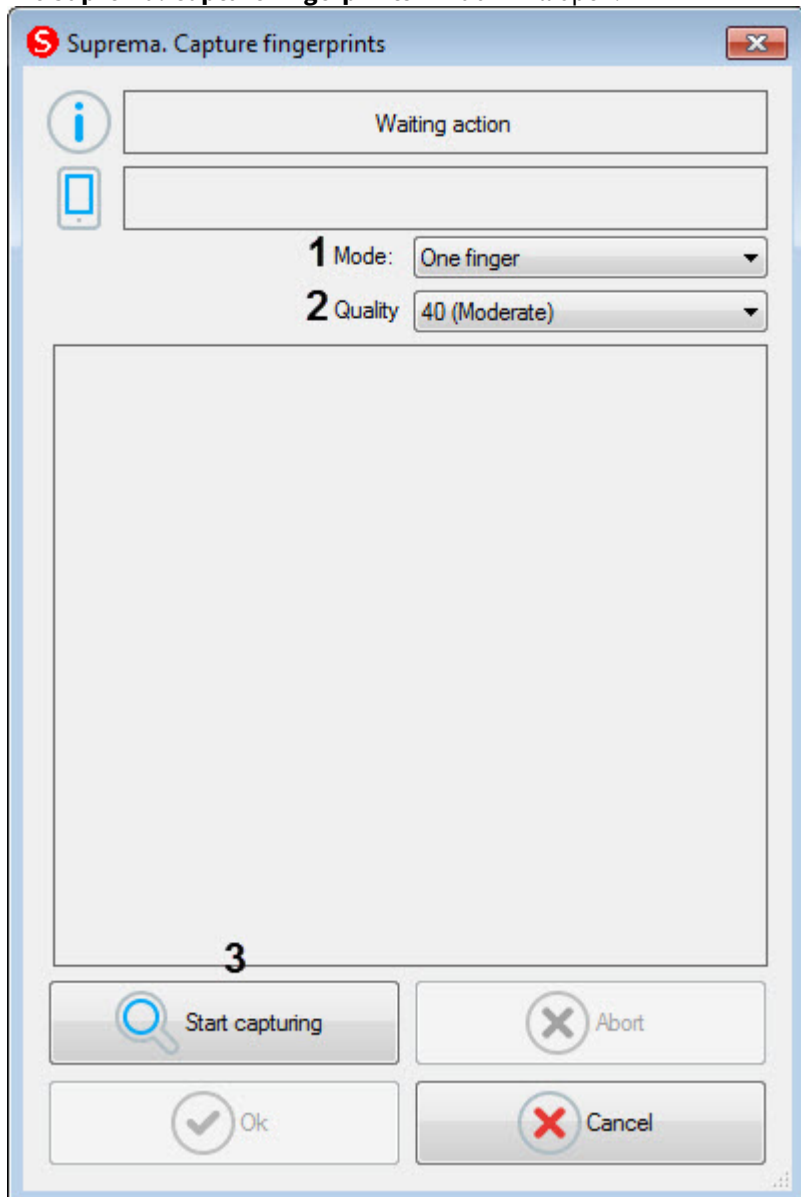 Suprema. Capture fingerprints
Waiting action
1 Mode: One finger
2 Quality 40 (Moderate)
3
Start capturing
Abort
Ok
Cancel